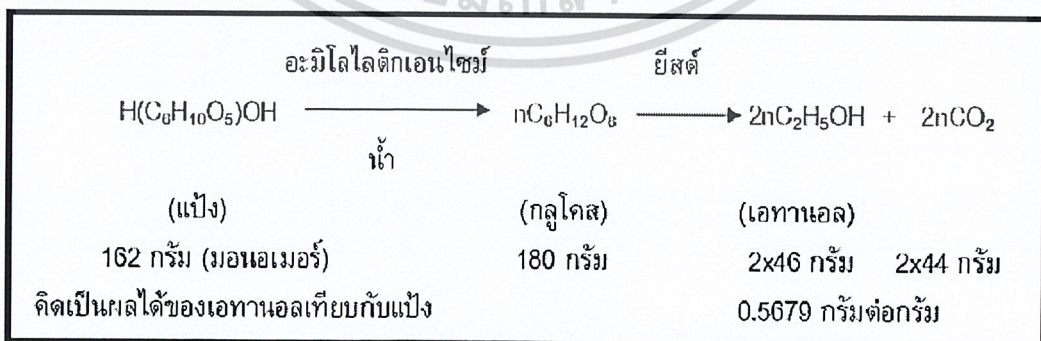 อะมิโลไลติกเอนไซม์ ยีสต์
H(C₆H₁₀O₅)OH nC₆H₁₂O₆ 2nC₂H₅OH + 2nCO₂
น้ำ
(แป้ง) (กลูโคส) (เอทานอล)
162 กรัม (มอนอเมอร์) 180 กรัม 2x46 กรัม 2x44 กรัม
คิดเป็นผลได้ของเอทานอลเทียบกับแป้ง 0.5679 กรัมต่อกรัม